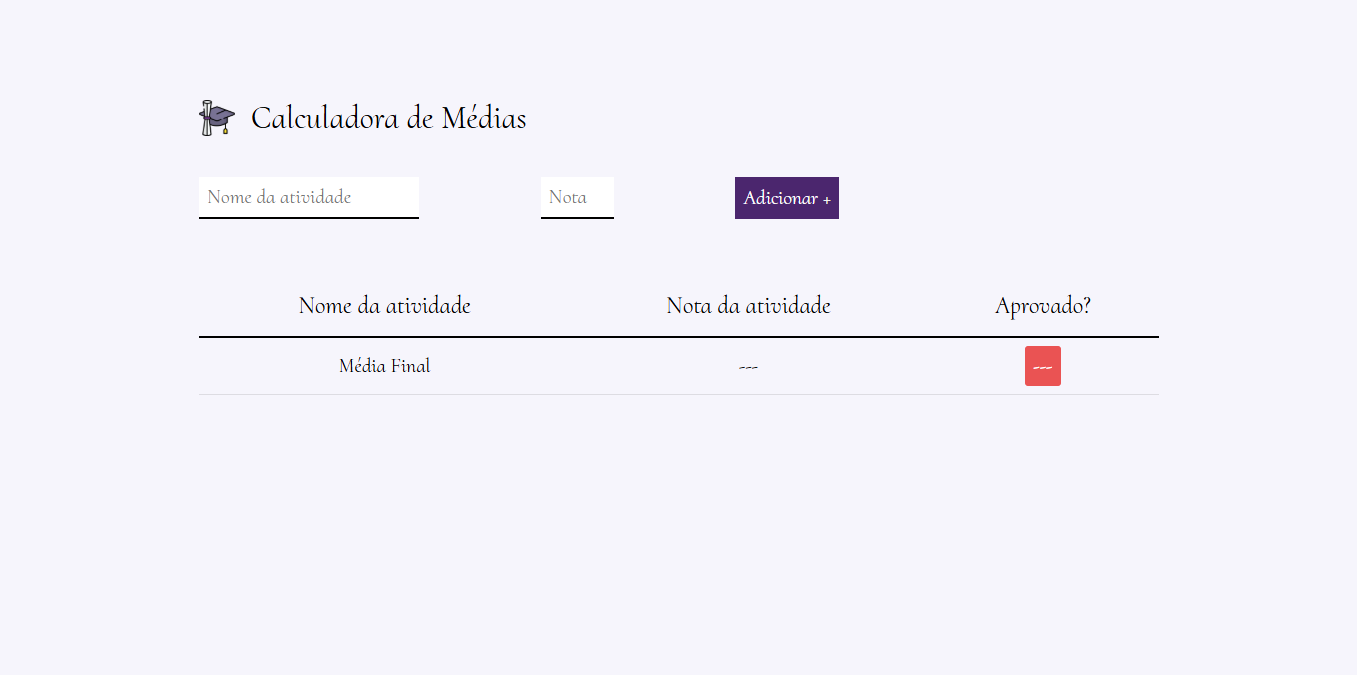 Calculadora de Médias
Nome da atividade Nota Adicionar +
Nome da atividade Nota da atividade Aprovado?
Média Final --- ---